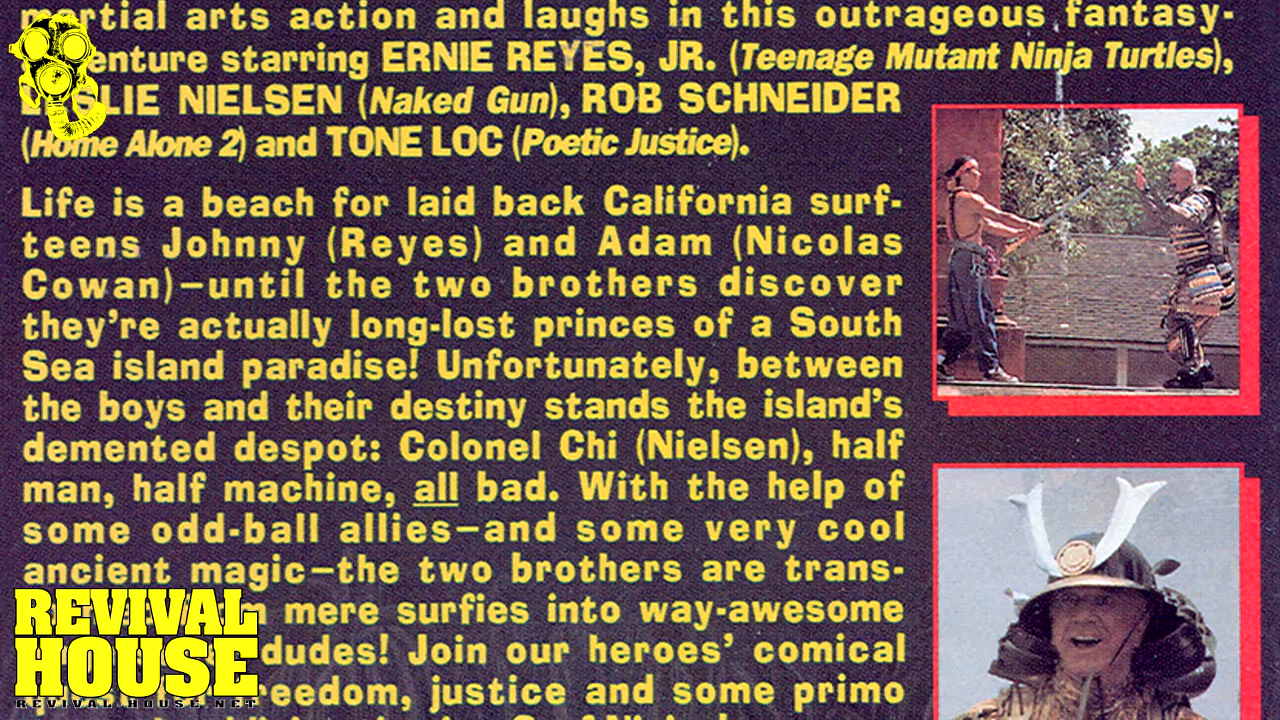 martial arts action and laughs in this outrageous fantasy-
venture starring ERNIE REYES, JR. (Teenage Mutant Ninja Turtles),
LESLIE NIELSEN (Naked Gun), ROB SCHNEIDER
(Home Alone 2) and TONE LOC (Poetic Justice).
Life is a beach for laid back California surf-
teens Johnny (Reyes) and Adam (Nicolas
Cowan)—until the two brothers discover
they're actually long-lost princes of a South
Sea island paradise! Unfortunately, between
the boys and their destiny stands the island's
demented despot: Colonel Chi (Nielsen), half
man, half machine, all bad. With the help of
some odd-ball allies—and some very cool
ancient magic—the two brothers are trans-
mere surfies into way-awesome
dudes! Join our heroes' comical
freedom, justice and some primo
REVIVAL
HOUSE
REVIVAL-HOUSE.NET